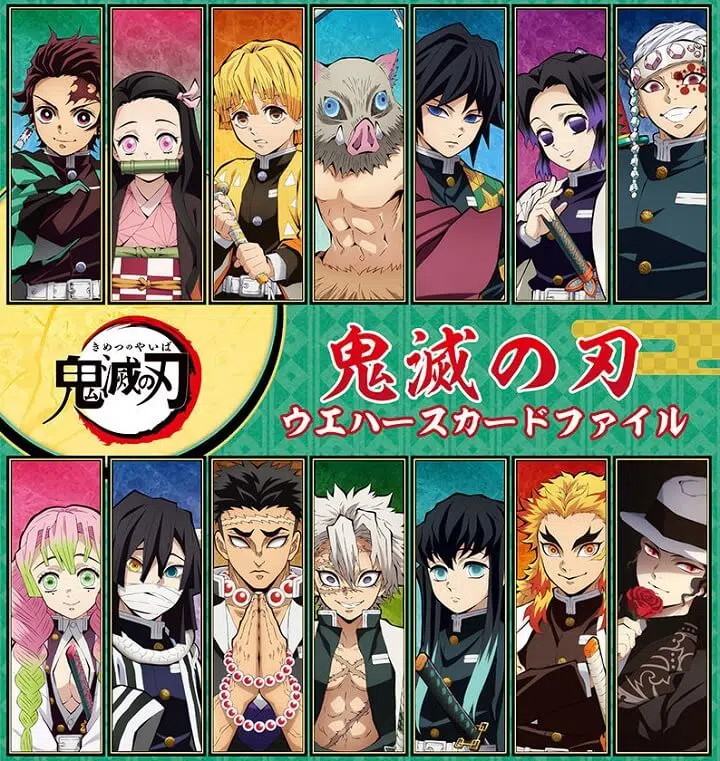 きめつのやいば
鬼滅の刃
鬼滅の刃
ウエハースカードファイル